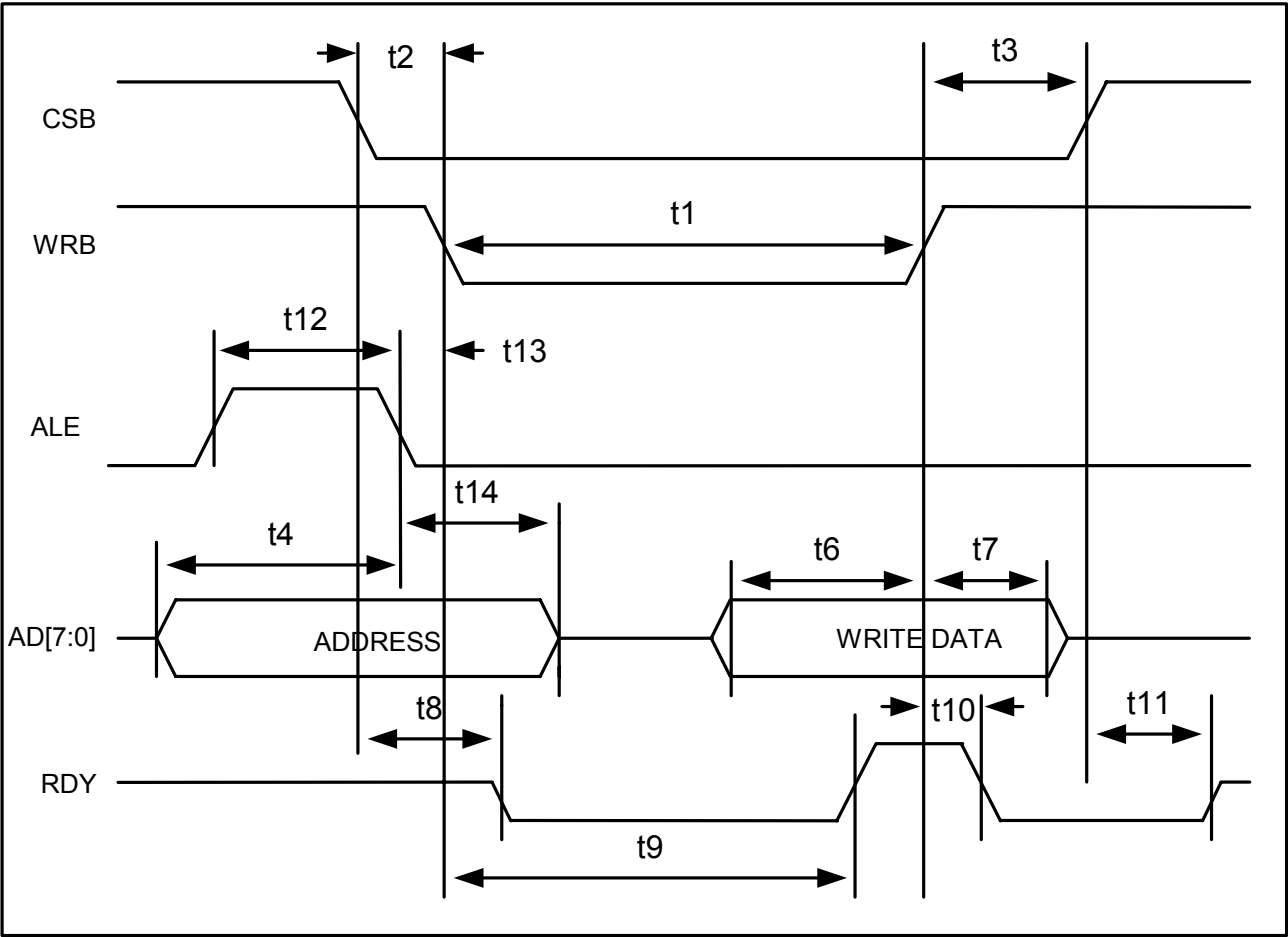 t2
t3
CSB
t1
WRB
t12
t13
ALE
t14
t4
t6
t7
AD[7:0]
ADDRESS
WRITE DATA
t8
t10
t11
RDY
t9